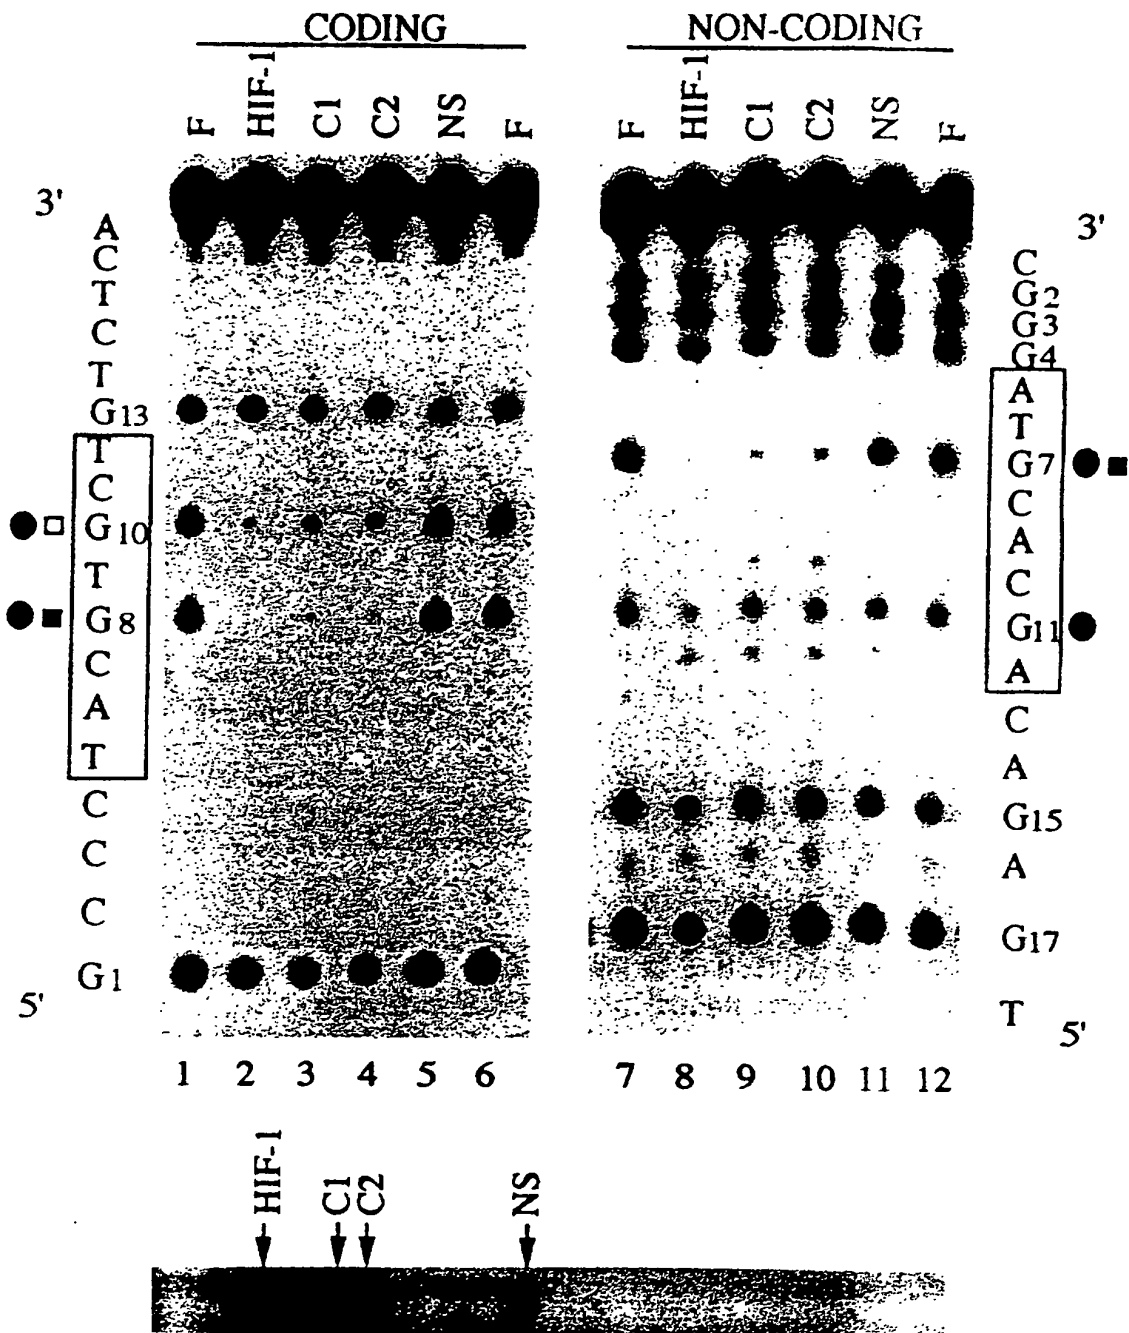 CODING
NON-CODING
F HIF-1 C1 C2 NS F
F HIF-1 C1 C2 NS F
3'
A
C
T
C
T
G13
T
C
G10
T
G8
C
A
T
C
C
C
G1
5'
3'
C
G2
G3
G4
A
T
G7
C
A
C
G11
A
C
A
G15
A
G17
T
5'
1 2 3 4 5 6
7 8 9 10 11 12
HIF-1 C1 C2 NS